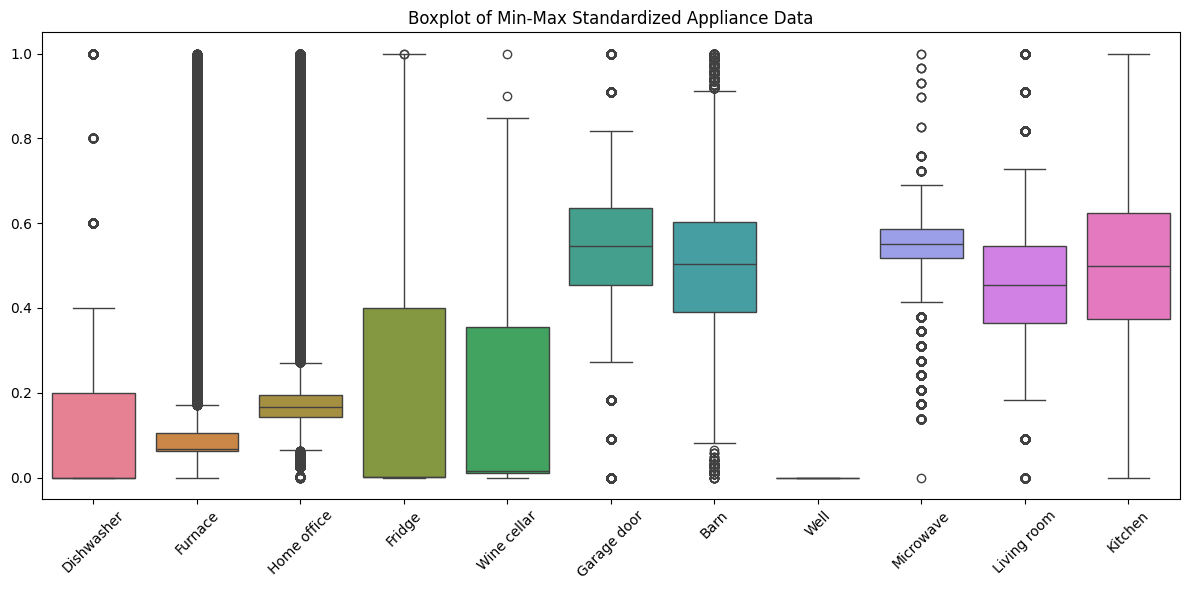 Boxplot of Min-Max Standardized Appliance Data
1.0
0.8
0.6
0.4
0.2
0.0
Dishwasher
Furnace
Home office
Fridge
Wine cellar
Garage door
Barn
Well
Microwave
Living room
Kitchen